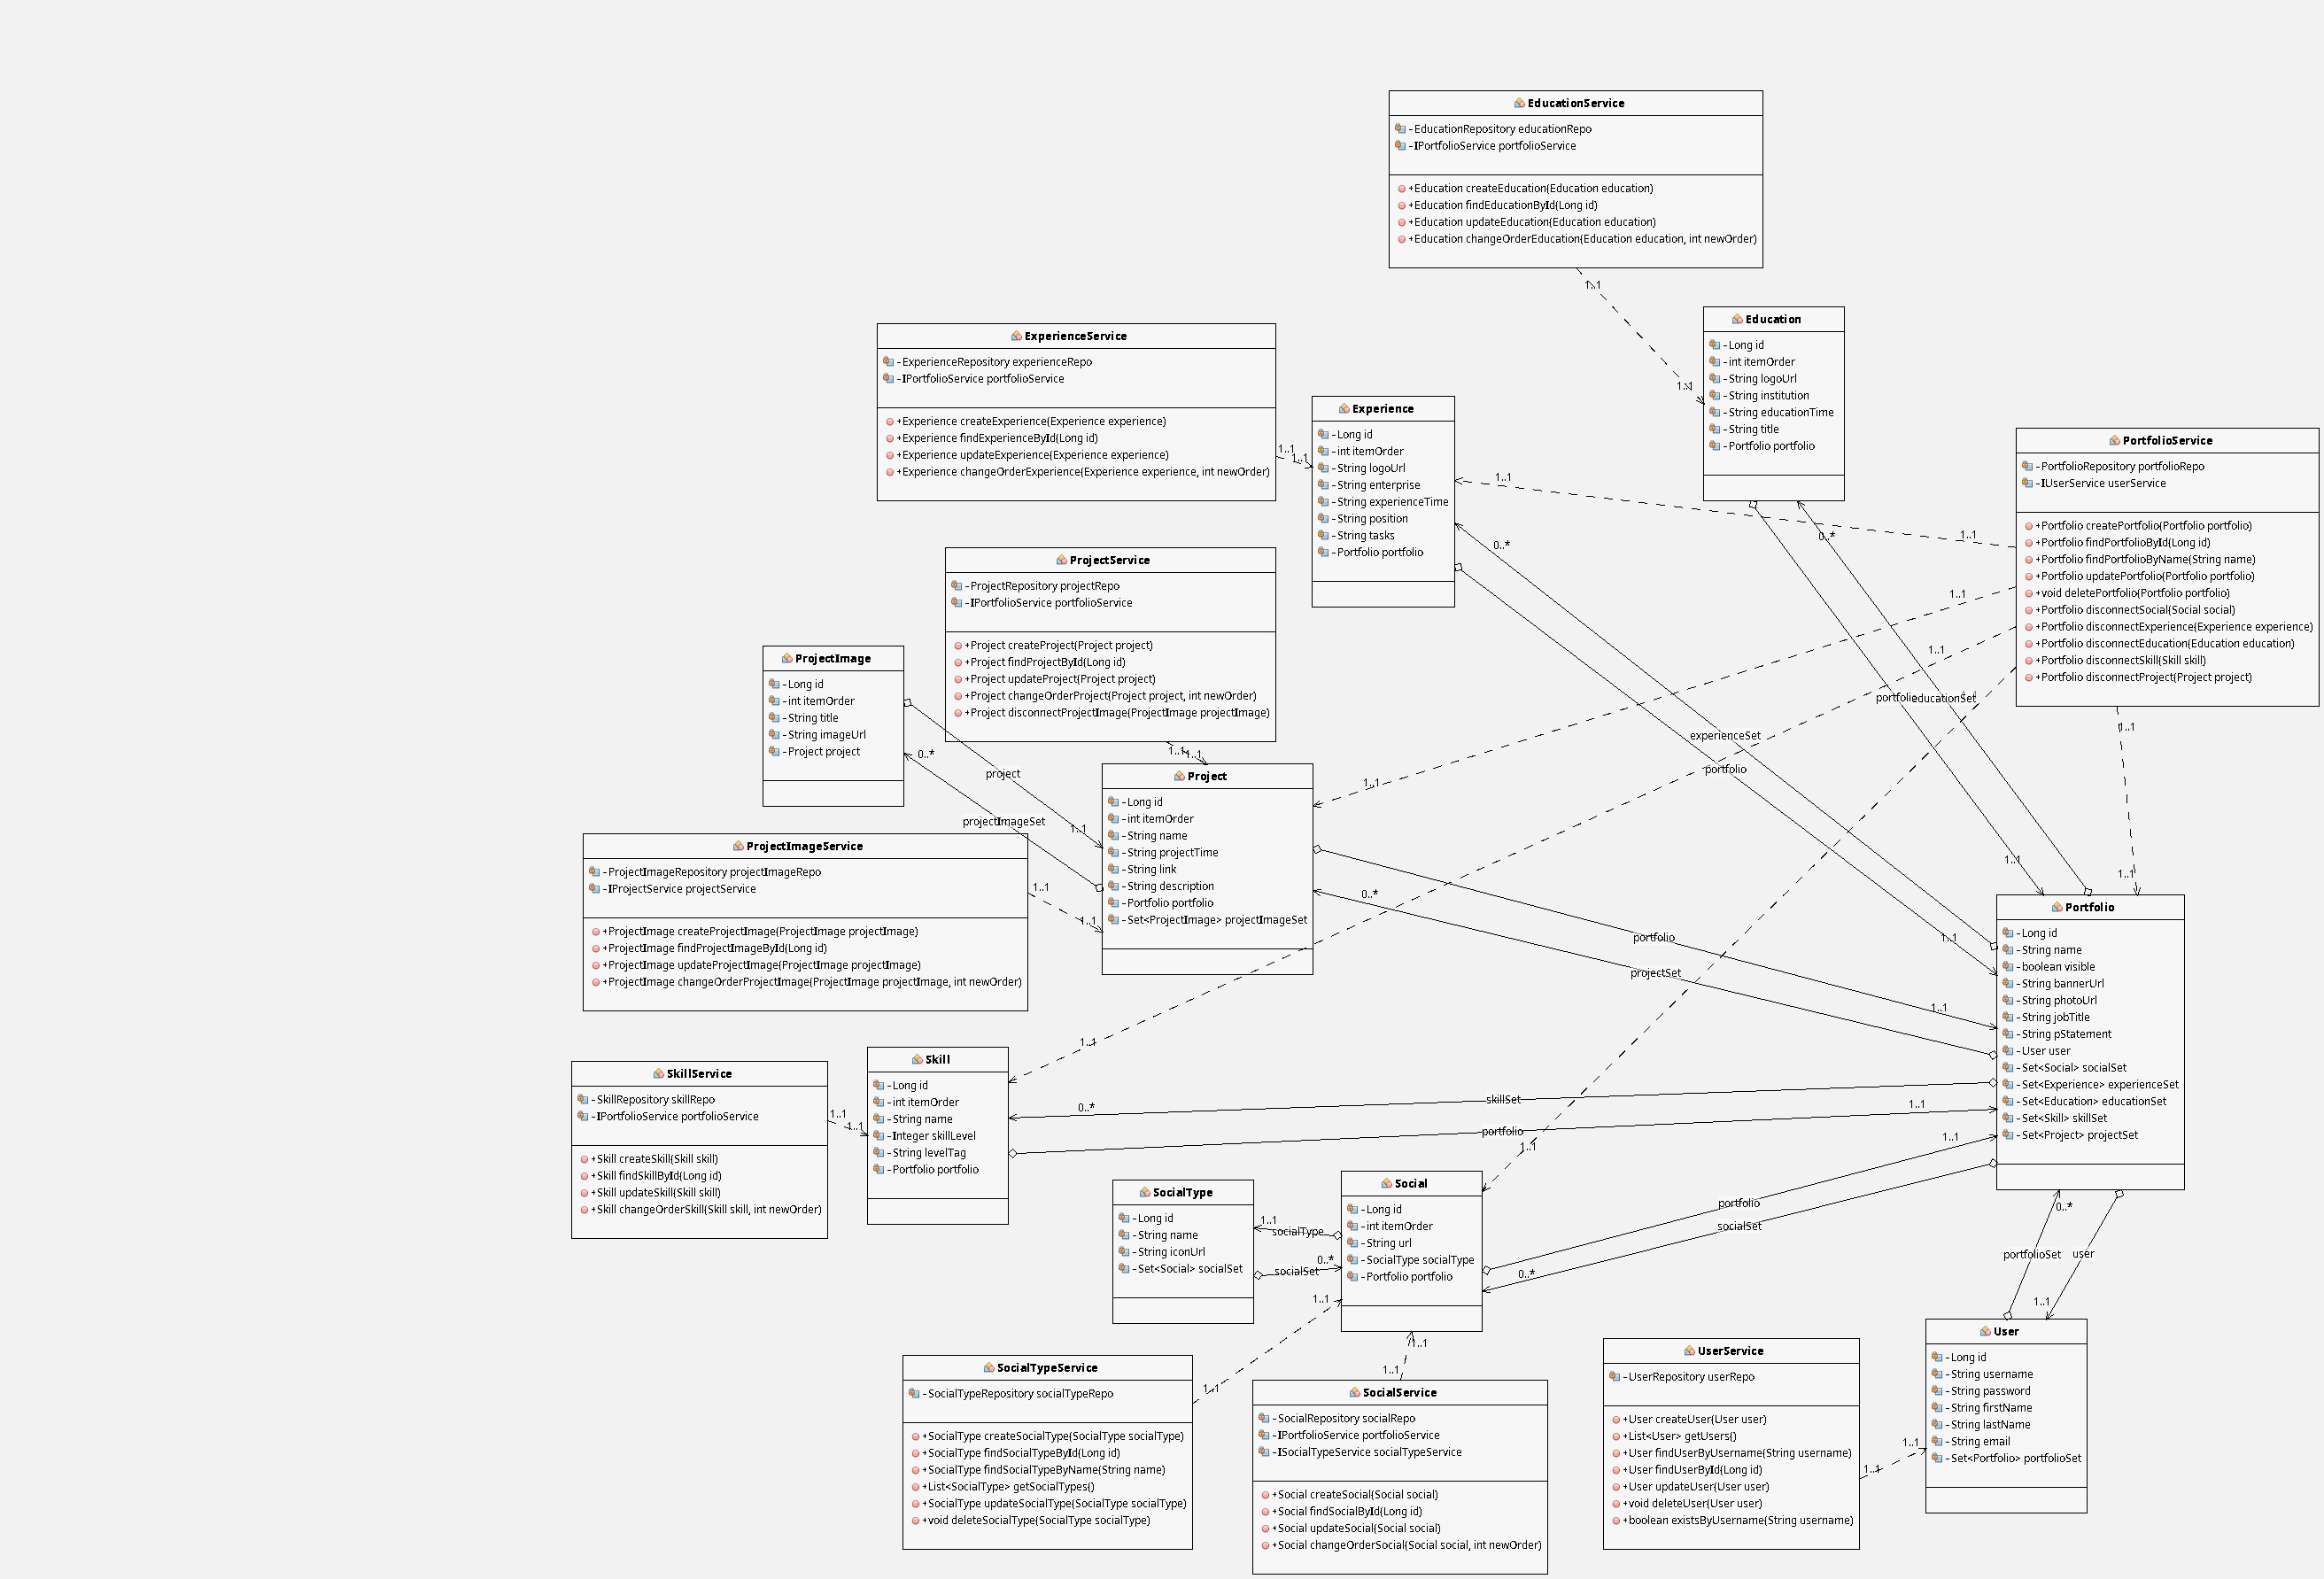 EducationService
-EducationRepository educationRepo
-IPortfolioService portfolioService
+Education createEducation(Education education)
+Education findEducationById(Long id)
+Education updateEducation(Education education)
+Education changeOrderEducation(Education education, int newOrder)
1..1
1..1
Education
-Long id
-int itemOrder
-String logoUrl
-String institution
-String educationTime
-String title
-Portfolio portfolio
0..*
ExperienceService
-ExperienceRepository experienceRepo
-IPortfolioService portfolioService
+Experience createExperience(Experience experience)
+Experience findExperienceById(Long id)
+Experience updateExperience(Experience experience)
+Experience changeOrderExperience(Experience experience, int newOrder)
1..1
1..1
Experience
-Long id
-int itemOrder
-String logoUrl
-String enterprise
-String experienceTime
-String position
-String tasks
-Portfolio portfolio
1..1
0..*
PortfolioService
-PortfolioRepository portfolioRepo
-IUserService userService
+Portfolio createPortfolio(Portfolio portfolio)
+Portfolio findPortfolioById(Long id)
+Portfolio findPortfolioByName(String name)
+Portfolio updatePortfolio(Portfolio portfolio)
+void deletePortfolio(Portfolio portfolio)
+Portfolio disconnectSocial(Social social)
+Portfolio disconnectExperience(Experience experience)
+Portfolio disconnectEducation(Education education)
+Portfolio disconnectSkill(Skill skill)
+Portfolio disconnectProject(Project project)
1..1
1..1
1..1
1..1
1..1
1..1
portfolio
educationSet
experienceSet
portfolio
1..1
1..1
ProjectService
-ProjectRepository projectRepo
-IPortfolioService portfolioService
+Project createProject(Project project)
+Project findProjectById(Long id)
+Project updateProject(Project project)
+Project changeOrderProject(Project project, int newOrder)
+Project disconnectProjectImage(ProjectImage projectImage)
1..1
1..1
ProjectImage
-Long id
-int itemOrder
-String title
-String imageUrl
-Project project
0..*
project
projectImageSet
1..1
Project
-Long id
-int itemOrder
-String name
-String projectTime
-String link
-String description
-Portfolio portfolio
-Set<ProjectImage> projectImageSet
1..1
0..*
portfolio
projectSet
1..1
ProjectImageService
-ProjectImageRepository projectImageRepo
-IProjectService projectService
+ProjectImage createProjectImage(ProjectImage projectImage)
+ProjectImage findProjectImageById(Long id)
+ProjectImage updateProjectImage(ProjectImage projectImage)
+ProjectImage changeOrderProjectImage(ProjectImage projectImage, int newOrder)
1..1
1..1
Portfolio
-Long id
-String name
-boolean visible
-String bannerUrl
-String photoUrl
-String jobTitle
-String pStatement
-User user
-Set<Social> socialSet
-Set<Experience> experienceSet
-Set<Education> educationSet
-Set<Skill> skillSet
-Set<Project> projectSet
SkillService
-SkillRepository skillRepo
-IPortfolioService portfolioService
+Skill createSkill(Skill skill)
+Skill findSkillById(Long id)
+Skill updateSkill(Skill skill)
+Skill changeOrderSkill(Skill skill, int newOrder)
1..1
1..1
Skill
-Long id
-int itemOrder
-String name
-Integer skillLevel
-String levelTag
-Portfolio portfolio
1..1
0..*
skillSet
1..1
portfolio
1..1
SocialType
-Long id
-String name
-String iconUrl
-Set<Social> socialSet
1..1
socialType
0..*
socialSet
Social
-Long id
-int itemOrder
-String url
-SocialType socialType
-Portfolio portfolio
1..1
portfolio
socialSet
0..*
0..*
portfolioSet
user
1..1
SocialTypeService
-SocialTypeRepository socialTypeRepo
+SocialType createSocialType(SocialType socialType)
+SocialType findSocialTypeById(Long id)
+SocialType findSocialTypeByName(String name)
+List<SocialType> getSocialTypes()
+SocialType updateSocialType(SocialType socialType)
+void deleteSocialType(SocialType socialType)
1..1
1..1
1..1
1..1
SocialService
-SocialRepository socialRepo
-IPortfolioService portfolioService
-ISocialTypeService socialTypeService
+Social createSocial(Social social)
+Social findSocialById(Long id)
+Social updateSocial(Social social)
+Social changeOrderSocial(Social social, int newOrder)
UserService
-UserRepository userRepo
+User createUser(User user)
+List<User> getUsers()
+User findUserByUsername(String username)
+User findUserById(Long id)
+User updateUser(User user)
+void deleteUser(User user)
+boolean existsByUsername(String username)
1..1
1..1
User
-Long id
-String username
-String password
-String firstName
-String lastName
-String email
-Set<Portfolio> portfolioSet